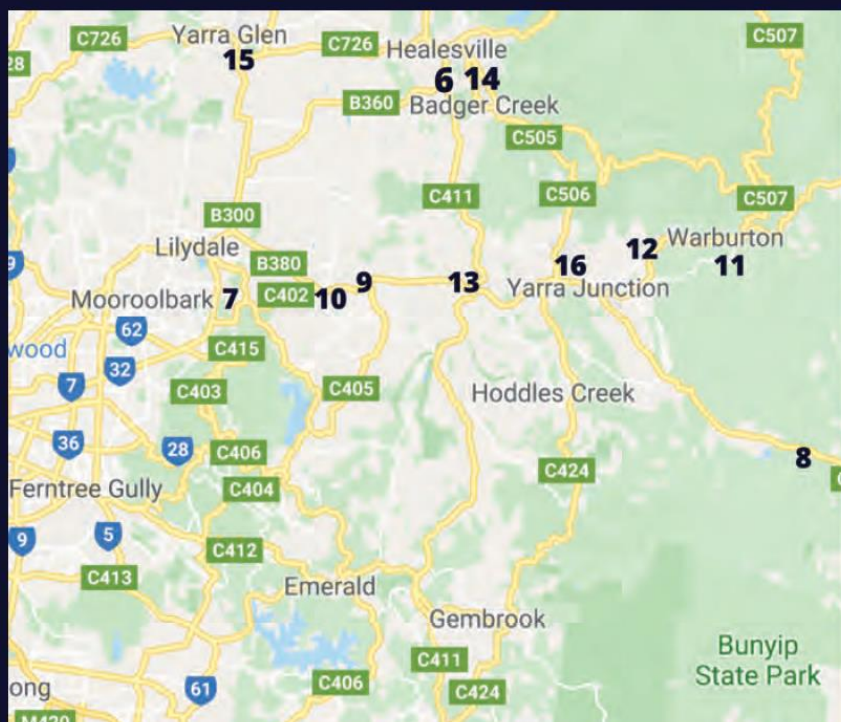 C726
Yarra Glen
15
C726
Healesville
6 14
Badger Creek
C507
28
B360
C505
C411
C506
C507
B300
Lilydale
B380
9
Mooroolbark 7
C402
10
9
13
16
Yarra Junction
12
Warburton
11
62
wood
32
C415
7
C403
C405
Hoddles Creek
36
28
C406
C404
C424
8
Ferntree Gully
9
5
C412
C413
Emerald
Gembrook
C411
C406
C424
61
ong
M420
Bunyip
State Park